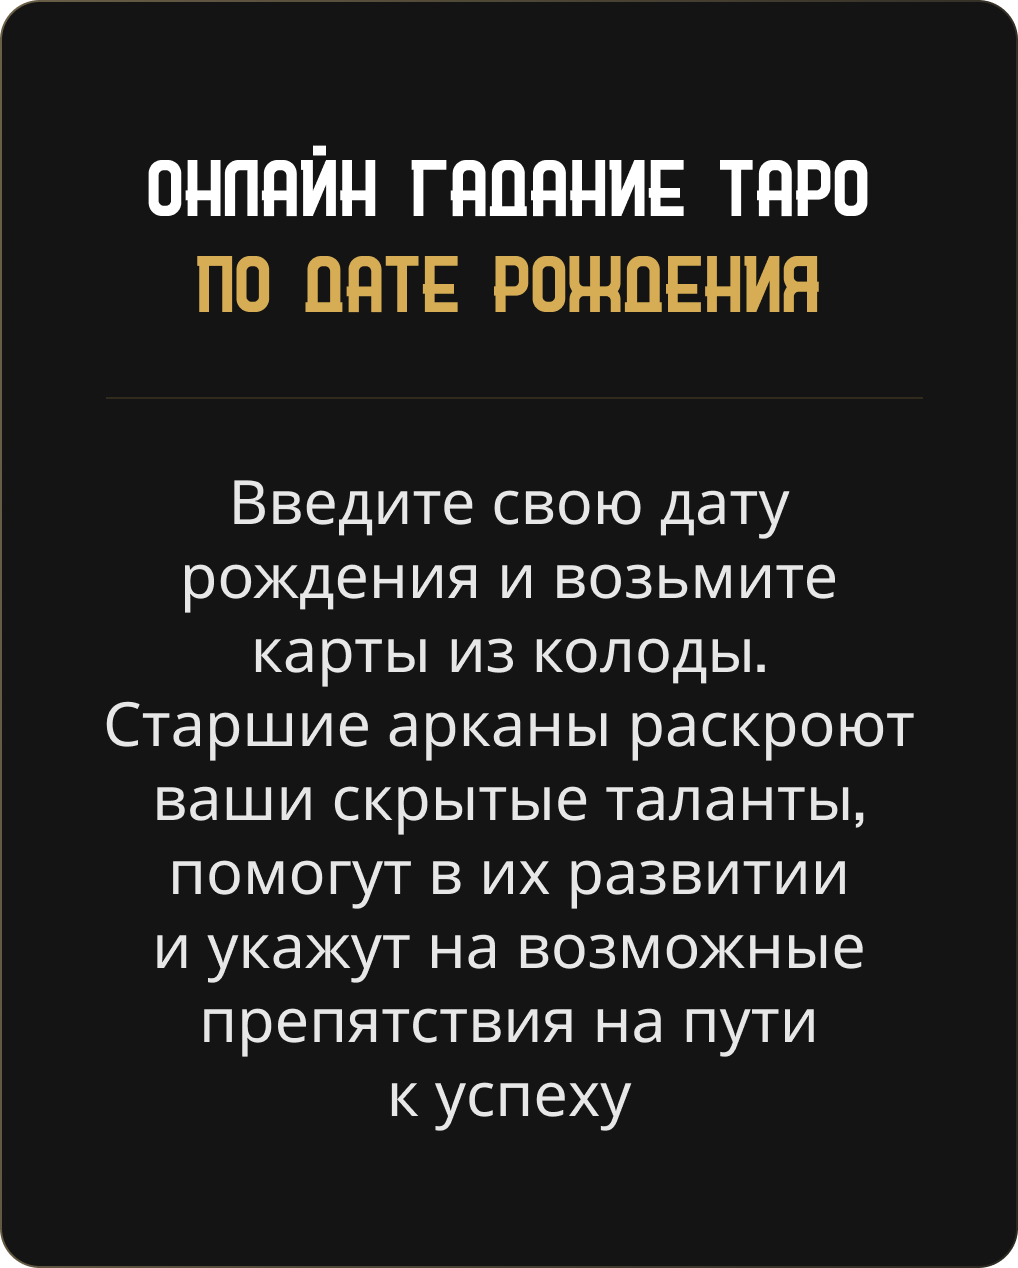 ОНЛАЙН ГАДАНИЕ ТАРО
ПО ДАТЕ РОЖДЕНИЯ
Введите свою дату
рождения и возьмите
карты из колоды.
Старшие арканы раскроют
ваши скрытые таланты,
помогут в их развитии
и укажут на возможные
препятствия на пути
к успеху